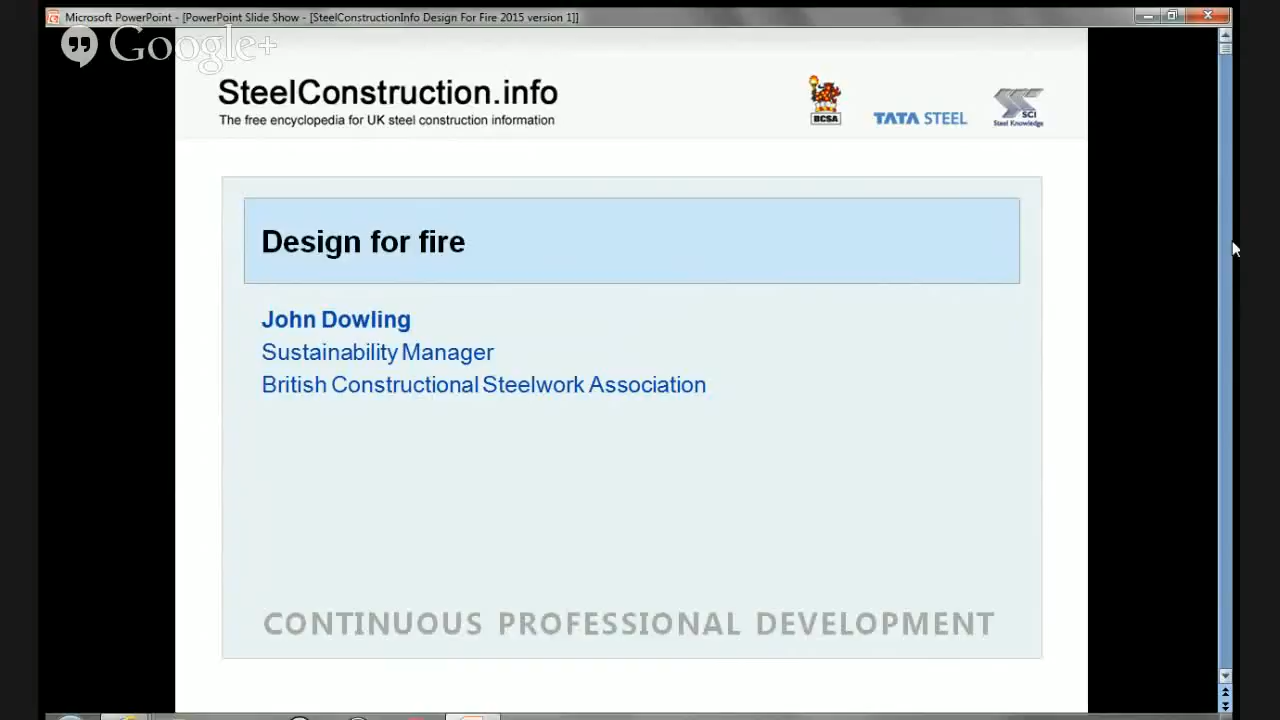 Microsoft PowerPoint - [PowerPoint Slide Show - [SteelConstructionInfo Design For Fire 2015 version 1]]
Google+
SteelConstruction.info
The free encyclopedia for UK steel construction information
BCSA
TATA STEEL
SCI
Steel Knowledge
Design for fire
John Dowling
Sustainability Manager
British Constructional Steelwork Association
CONTINUOUS PROFESSIONAL DEVELOPMENT